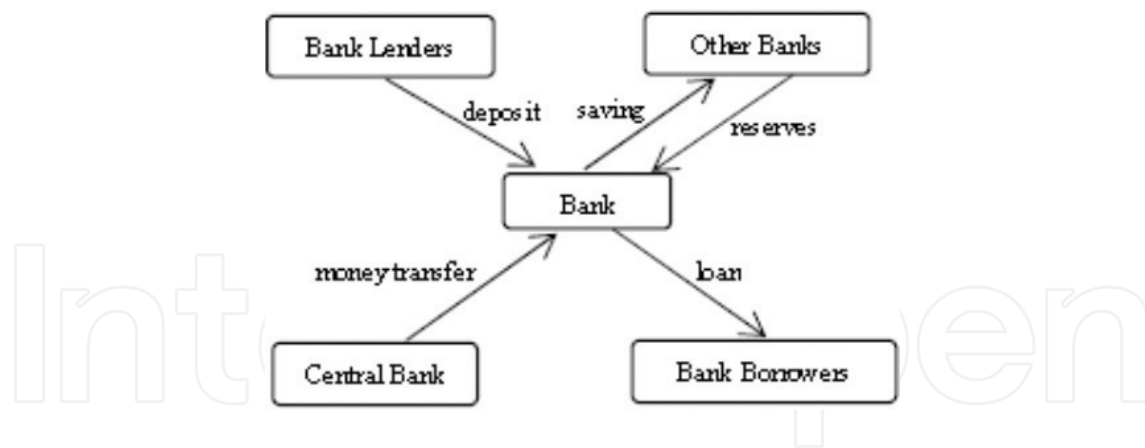 Bank Lenders
Other Banks
deposit
saving
reserves
Bank
money transfer
loan
Central Bank
Bank Borrowers